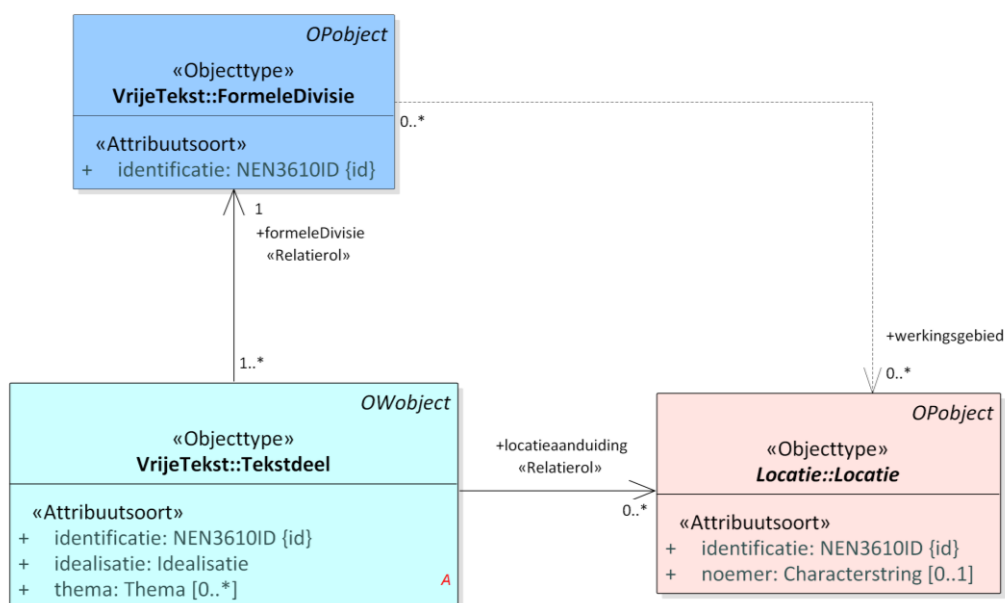 OPobject
«Objecttype»
VrijeTekst::FormeleDivisie
«Attribuutsoort»
+ identificatie: NEN3610ID {id}
0..*
1
+formeleDivisie
«Relatierol»
1..*
+werkingsgebied
0..*
OWobject
«Objecttype»
VrijeTekst::Tekstdeel
«Attribuutsoort»
+ identificatie: NEN3610ID {id}
+ idealisatie: Idealisatie
+ thema: Thema [0..*]
A
+locatieaanduiding
«Relatierol»
0..*
OPobject
«Objecttype»
Locatie::Locatie
«Attribuutsoort»
+ identificatie: NEN3610ID {id}
+ noemer: Characterstring [0..1]